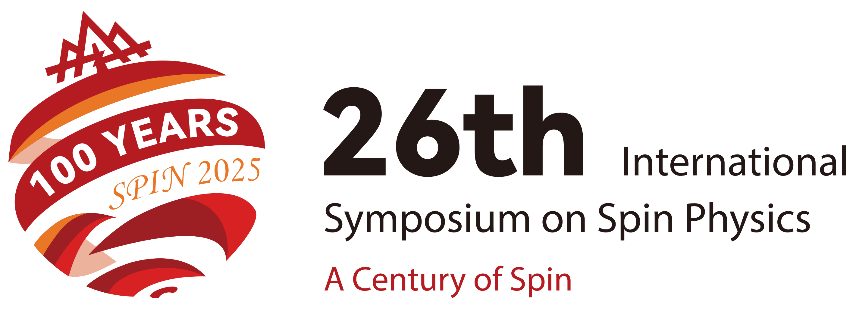 100 YEARS
SPIN 2025
26th International
Symposium on Spin Physics
A Century of Spin